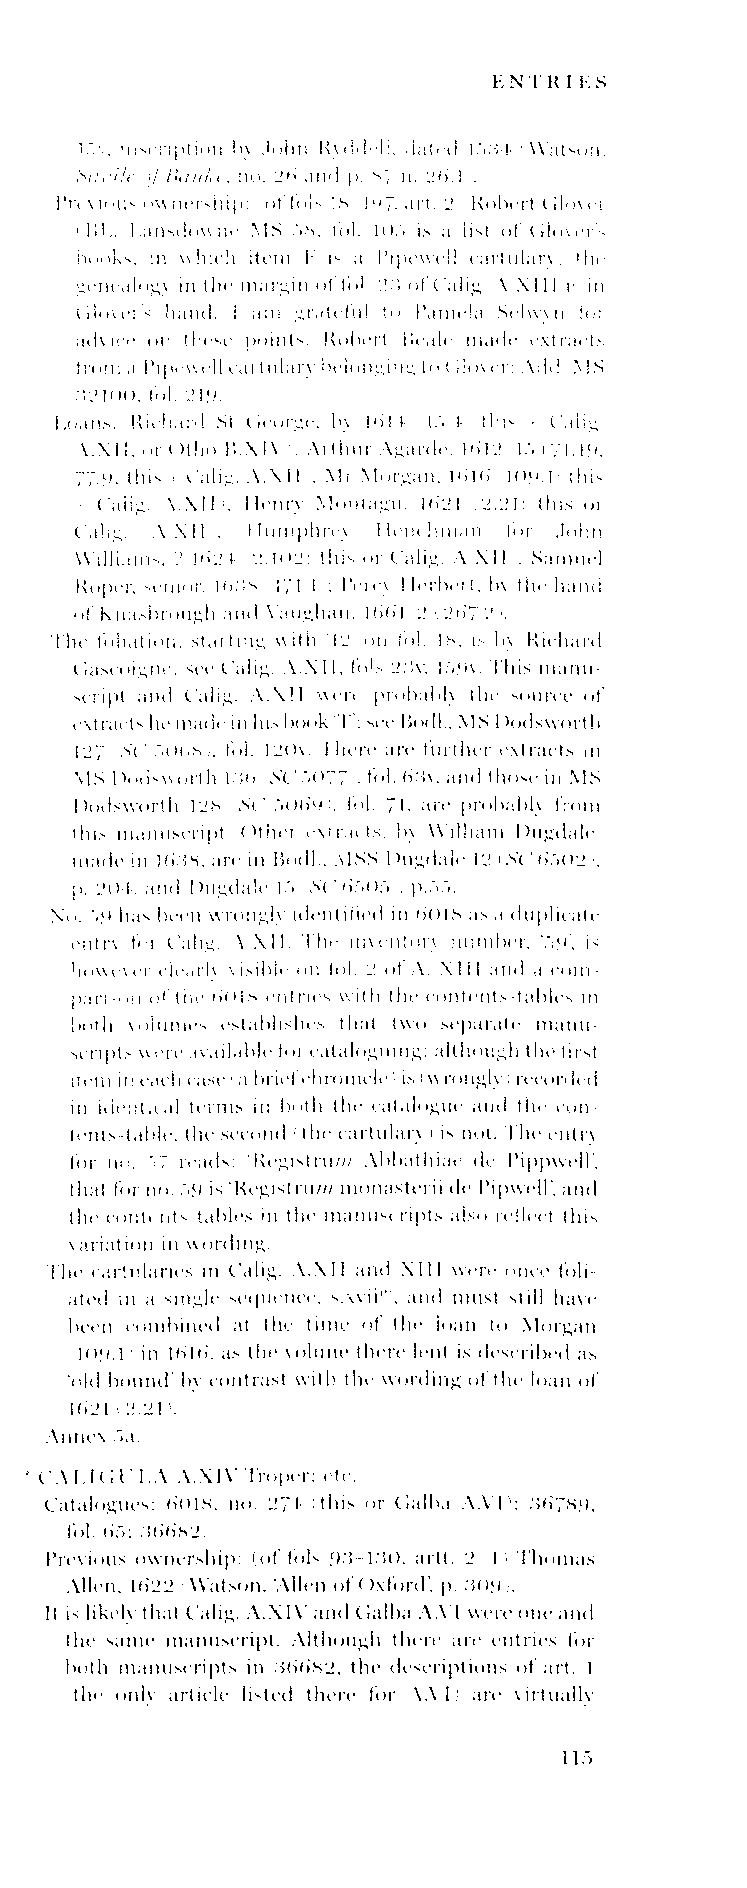 ENTRIES
inscription by John Ryddell, dated 1534 (Watson,
Savile of Banke, no. 26 and p. 87 n. 26.1).
Previous ownership: (of fols 18–197, art. 2) Robert Glover
(BL, Lansdowne MS 58, fol. 105 is a list of Glover's
books, in which item F is a Pipewell cartulary; the
genealogy in the margin of fol. 23 of Calig. A.XIII is in
Glover's hand. I am grateful to Pamela Selwyn for
advice on these points. Robert Beale made extracts
from a Pipewell cartulary belonging to Glover: Add. MS
32100, fol. 219.
Loans: Richard St George, by 1614 (15.4: this, Calig.
A.XII, or Otho B.XIV); Arthur Agarde, 1612–15 (71.19,
77.9, this + Calig. A.XII); Mr Morgan, 1616 (109.1: this
+ Calig. A.XII); Henry Montagu, 1621 (2.21: this or
Calig. A.XII); Humphrey Henchman for John
Williams, ? 1624 (2.102: this or Calig. A.XII); Samuel
Roper, senior, 1638 (171.1); Percy Herbert, by the hand
of Knasbrough and Vaughan, 1661–2 (267.2).
The foliation, starting with '12' on fol. 18, is by Richard
Gascoigne, see Calig. A.XII, fols 23v, 159v. This manu-
script and Calig. A.XII were probably the source of
extracts he made in his book 'T': see Bodl., MS Dodsworth
127 (SC 5068), fol. 120v. There are further extracts in
MS Dodsworth 136 (SC 5077), fol. 63v, and those in MS
Dodsworth 128 (SC 5069), fol. 71, are probably from
this manuscript. Other extracts, by William Dugdale,
made in 1638, are in Bodl., MSS Dugdale 12 (SC 6502),
p. 204, and Dugdale 15 (SC 6505), p.55.
No. 59 has been wrongly identified in 6018 as a duplicate
entry for Calig. A.XII. The inventory number, '59', is
however clearly visible on fol. 2 of A.XIII and a com-
parison of the 6018 entries with the contents-tables in
both volumes establishes that two separate manu-
scripts were available for cataloguing: although the first
item in each case (a brief chronicle) is (wrongly) recorded
in identical terms in both the catalogue and the con-
tents-table, the second (the cartulary) is not. The entry
for no. 57 reads: 'Registrum Abbathiae de Pippwell',
that for no. 59 is 'Registrum monasterii de Pipwell', and
the contents-tables in the manuscripts also reflect this
variation in wording.
The cartularies in Calig. A.XII and XIII were once foli-
ated in a single sequence, s.xvii, and must still have
been combined at the time of the loan to Morgan
(109.1) in 1616, as the volume there lent is described as
'old bound' by contrast with the wording of the loan of
1621 (2.21).
Annex 5a.
* CALIGULA A.XIV Troper; etc.
Catalogues: 6018, no. 274 (this or Galba A.VI); 36789,
fol. 65; 36682.
Previous ownership: (of fols 93–130, artt. 2–4) Thomas
Allen, 1622 (Watson, 'Allen of Oxford', p. 309).
It is likely that Calig. A.XIV and Galba A.VI were one and
the same manuscript. Although there are entries for
both manuscripts in 36682, the descriptions of art. 1
(the only article listed there for A.VI) are virtually
115